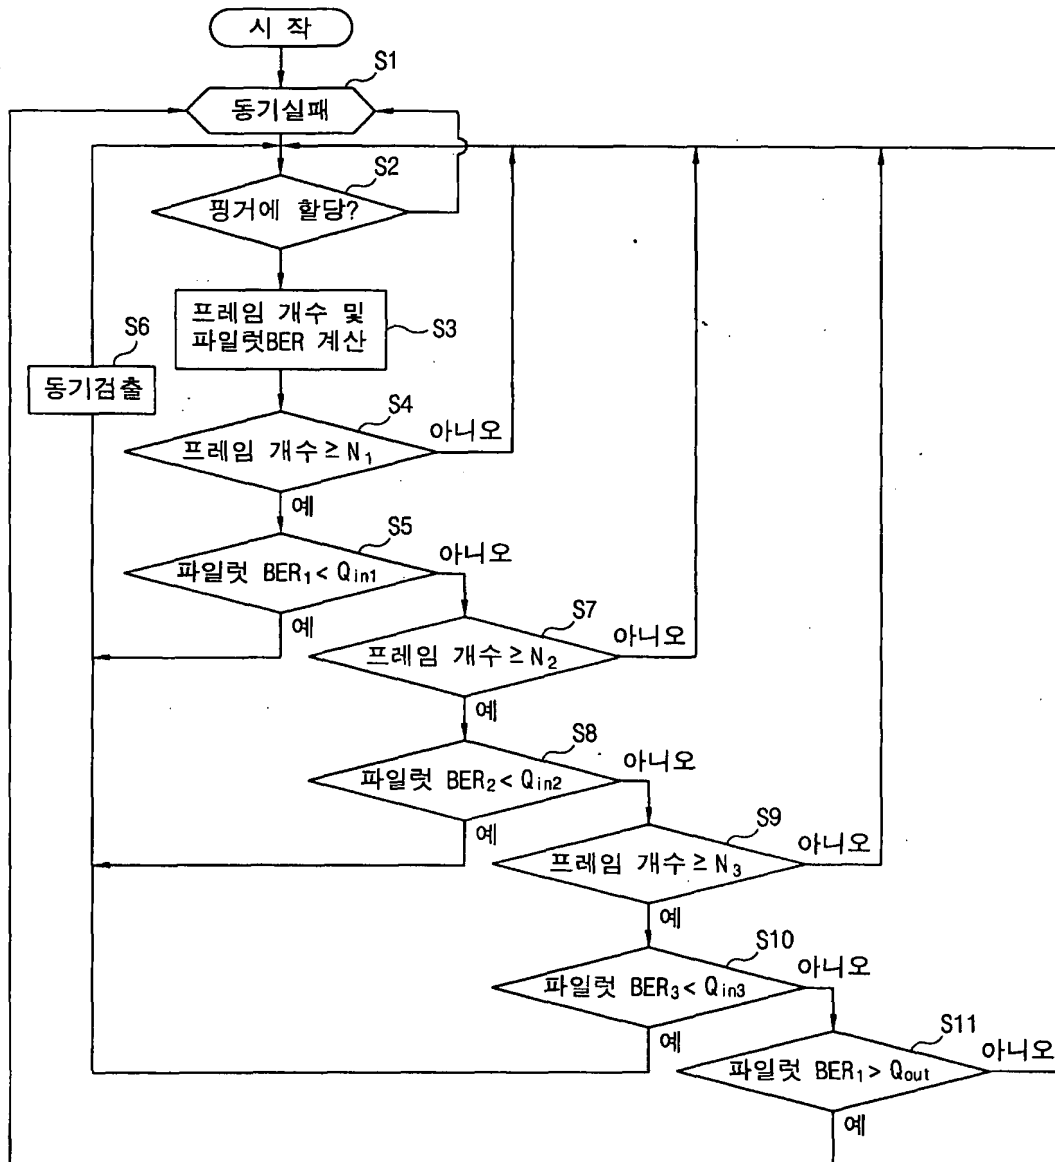 시 작
S1
동기실패
S2
핑거에 할당?
프레임 개수 및
파일럿BER 계산
S3
S6
동기검출
S4
프레임 개수 ≥ N₁
아니오
예
S5
파일럿 BER₁ < Qin1
아니오
예
S7
프레임 개수 ≥ N₂
아니오
예
S8
파일럿 BER₂ < Qin2
아니오
예
S9
프레임 개수 ≥ N₃
아니오
예
S10
파일럿 BER₃ < Qin3
아니오
예
S11
파일럿 BER₁ > Qout
아니오
예